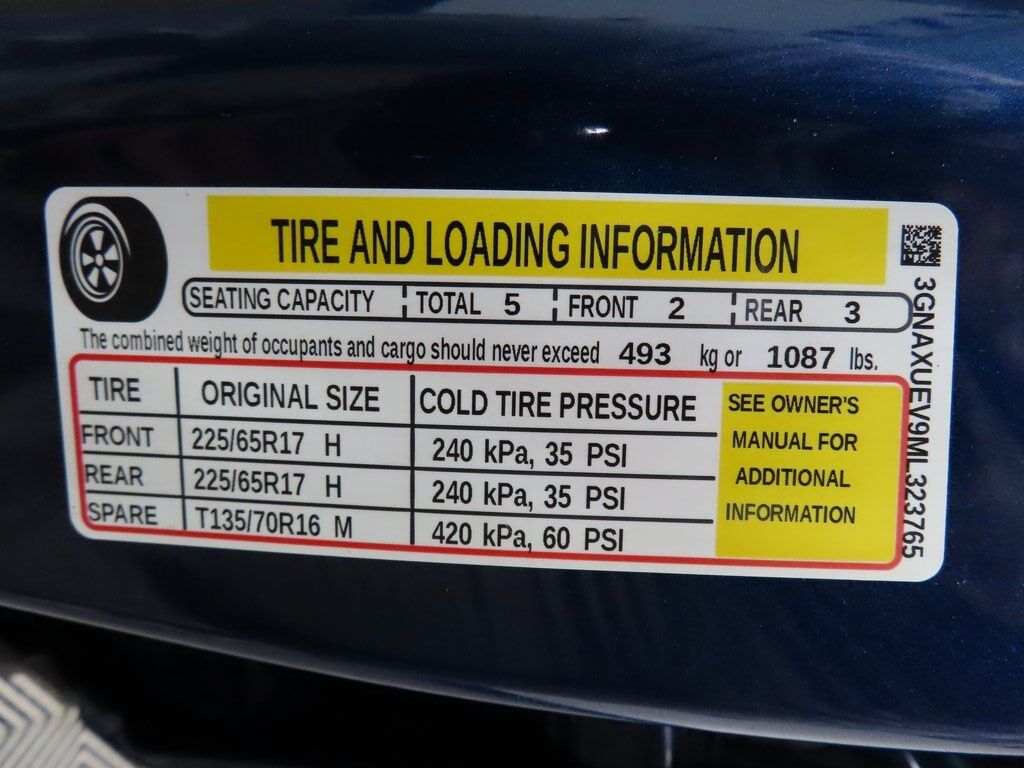 TIRE AND LOADING INFORMATION
SEATING CAPACITY TOTAL 5 FRONT 2 REAR 3
The combined weight of occupants and cargo should never exceed 493 kg or 1087 lbs.
TIRE ORIGINAL SIZE COLD TIRE PRESSURE
FRONT 225/65R17 H 240 kPa, 35 PSI
REAR 225/65R17 H 240 kPa, 35 PSI
SPARE T135/70R16 M 420 kPa, 60 PSI
SEE OWNER'S
MANUAL FOR
ADDITIONAL
INFORMATION
3GNAXUEV9ML323765